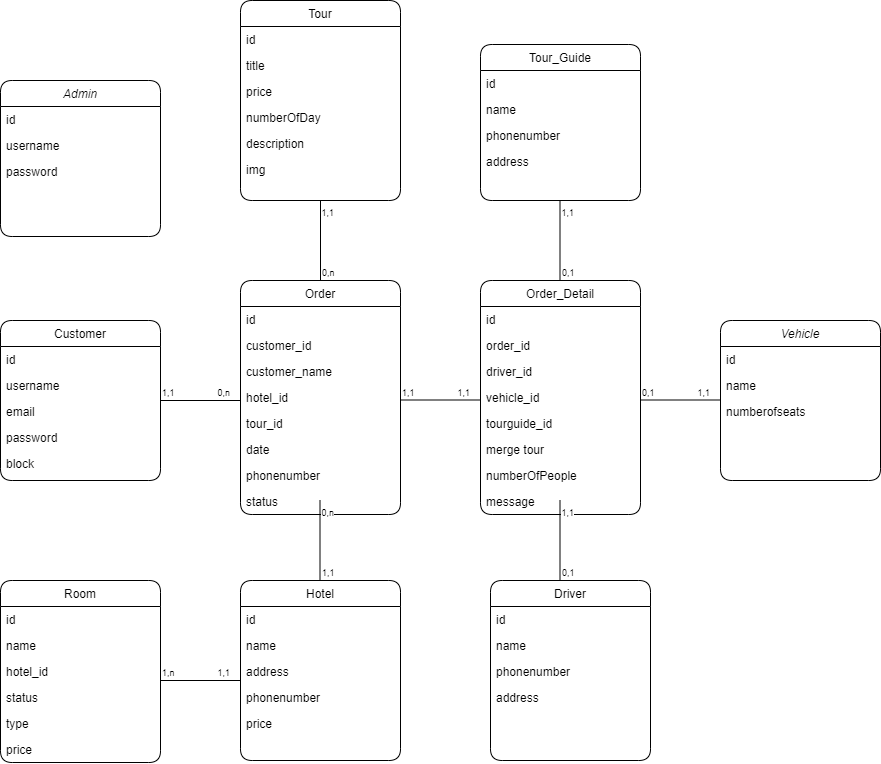 Tour
id
title
price
numberOfDay
description
img
Tour_Guide
id
name
phonenumber
address
Admin
id
username
password
1,1
0,n
1,1
0,1
Order
id
customer_id
customer_name
hotel_id
tour_id
date
phonenumber
status
Order_Detail
id
order_id
driver_id
vehicle_id
tourguide_id
merge tour
numberOfPeople
message
Customer
id
username
email
password
block
Vehicle
id
name
numberofseats
1,1
0,n
1,1
1,1
0,1
1,1
0,n
1,1
1,1
0,1
Room
id
name
hotel_id
status
type
price
Hotel
id
name
address
phonenumber
price
Driver
id
name
phonenumber
address
1,n
1,1